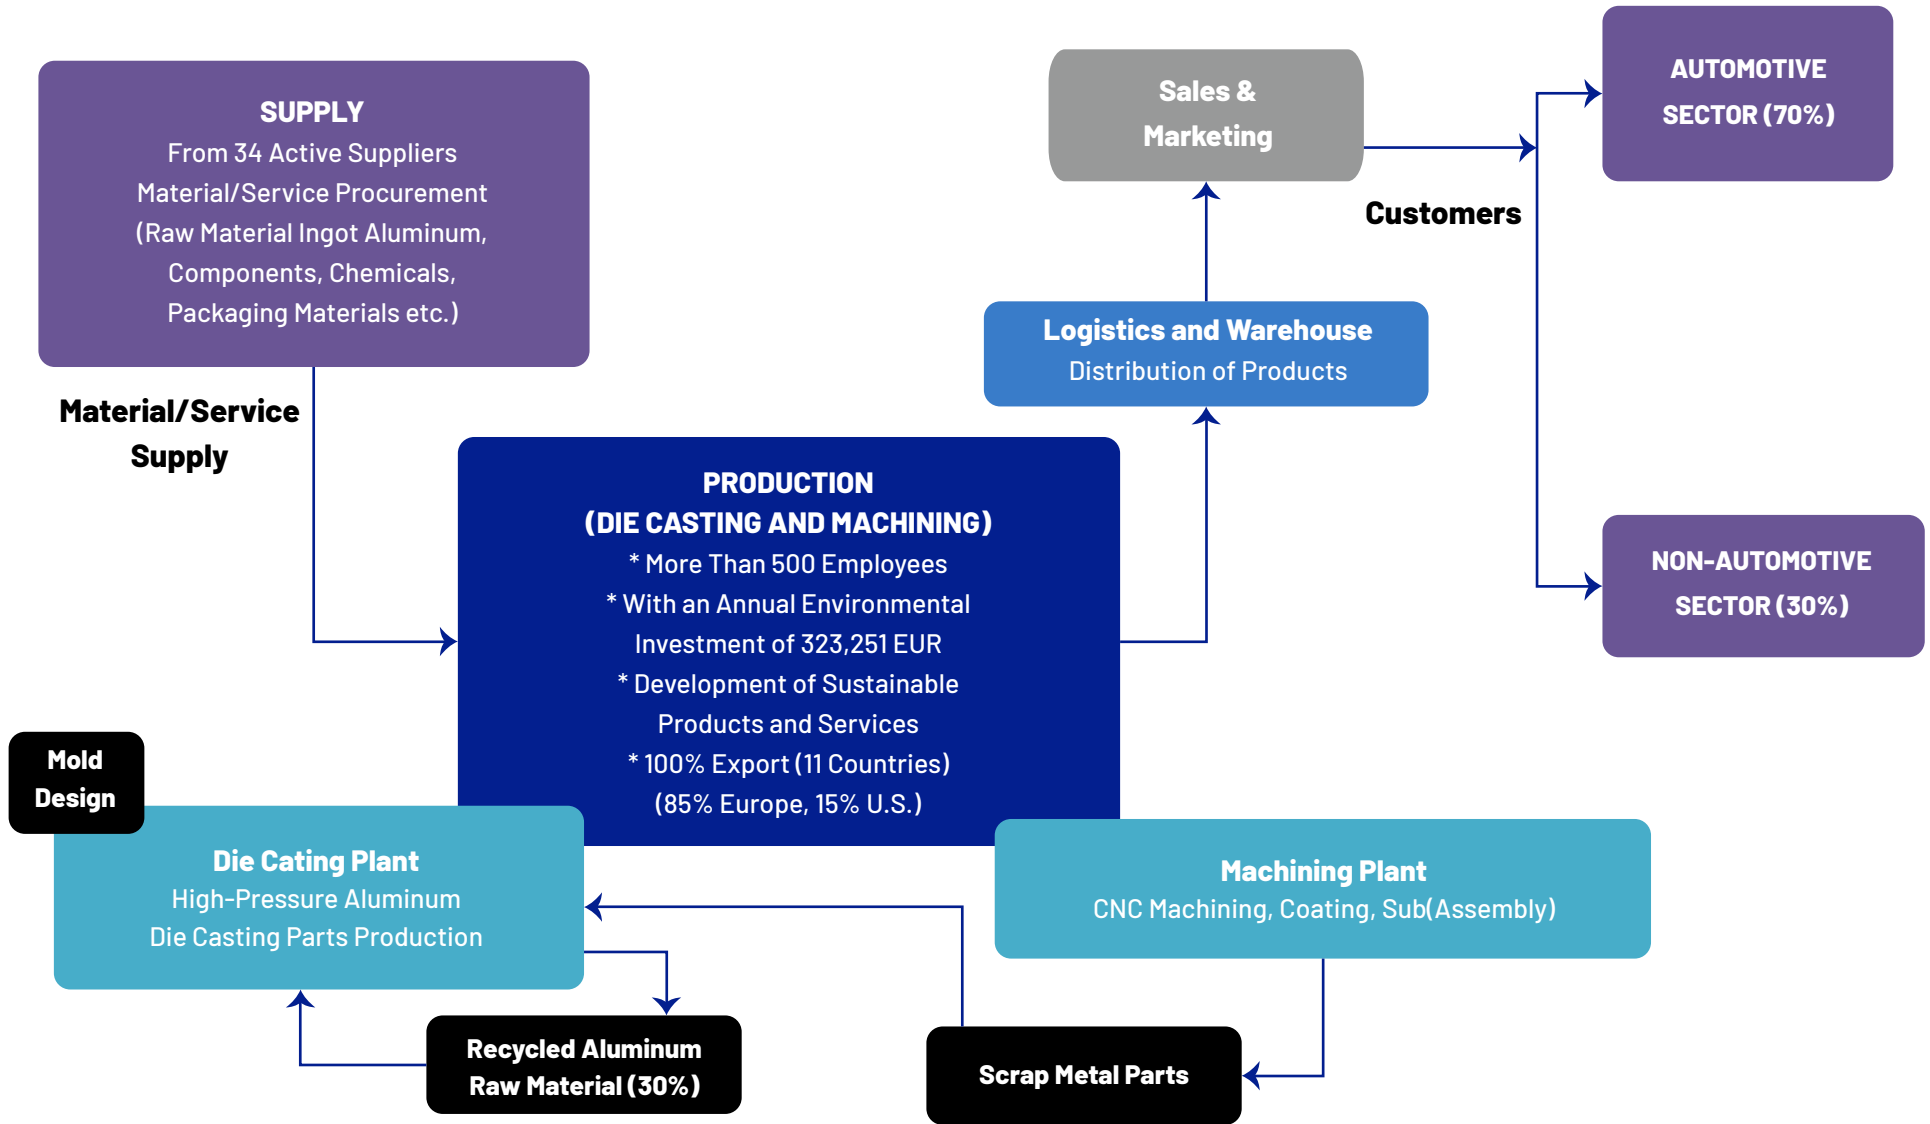 SUPPLY
From 34 Active Suppliers
Material/Service Procurement
(Raw Material Ingot Aluminum,
Components, Chemicals,
Packaging Materials etc.)
Material/Service
Supply
PRODUCTION
(DIE CASTING AND MACHINING)
* More Than 500 Employees
* With an Annual Environmental
Investment of 323,251 EUR
* Development of Sustainable
Products and Services
* 100% Export (11 Countries)
(85% Europe, 15% U.S.)
Mold
Design
Die Cating Plant
High-Pressure Aluminum
Die Casting Parts Production
Recycled Aluminum
Raw Material (30%)
Machining Plant
CNC Machining, Coating, Sub(Assembly)
Scrap Metal Parts
Logistics and Warehouse
Distribution of Products
Sales &
Marketing
Customers
AUTOMOTIVE
SECTOR (70%)
NON-AUTOMOTIVE
SECTOR (30%)